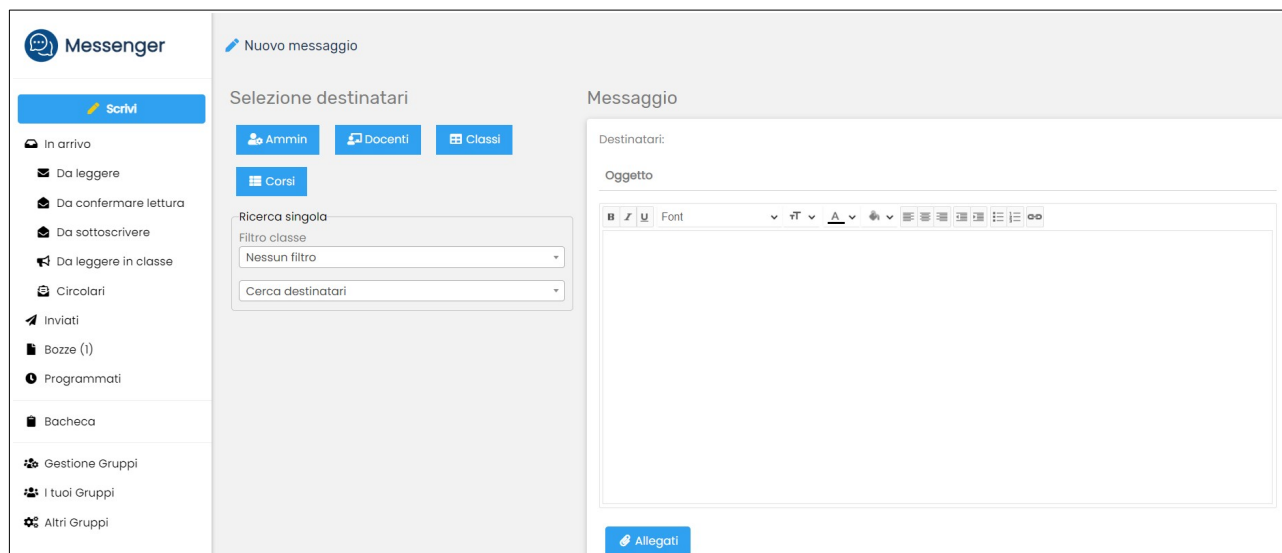 Messenger
Scrivi
In arrivo
Da leggere
Da confermare lettura
Da sottoscrivere
Da leggere in classe
Circolari
Inviati
Bozze (1)
Programmati
Bacheca
Gestione Gruppi
I tuoi Gruppi
Altri Gruppi
Nuovo messaggio
Selezione destinatari
Ammin Docenti Classi
Corsi
Ricerca singola
Filtro classe
Nessun filtro
Cerca destinatari
Messaggio
Destinatari:
Oggetto
B I U Font TT A
Allegati